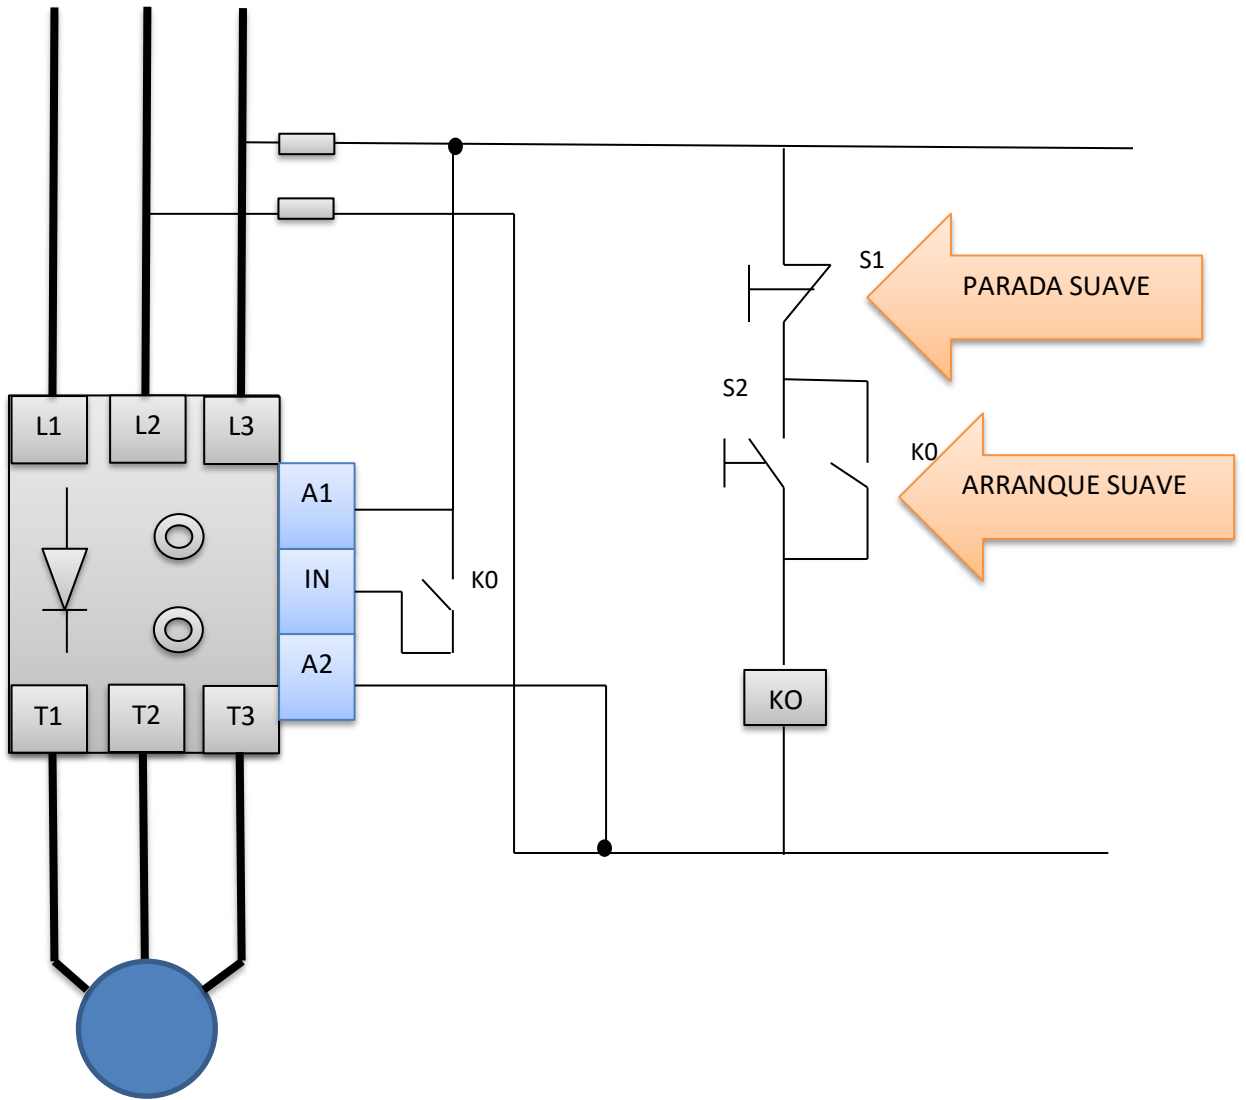 S1
PARADA SUAVE
S2
L1
L2
L3
K0
ARRANQUE SUAVE
A1
IN
K0
A2
KO
T1
T2
T3